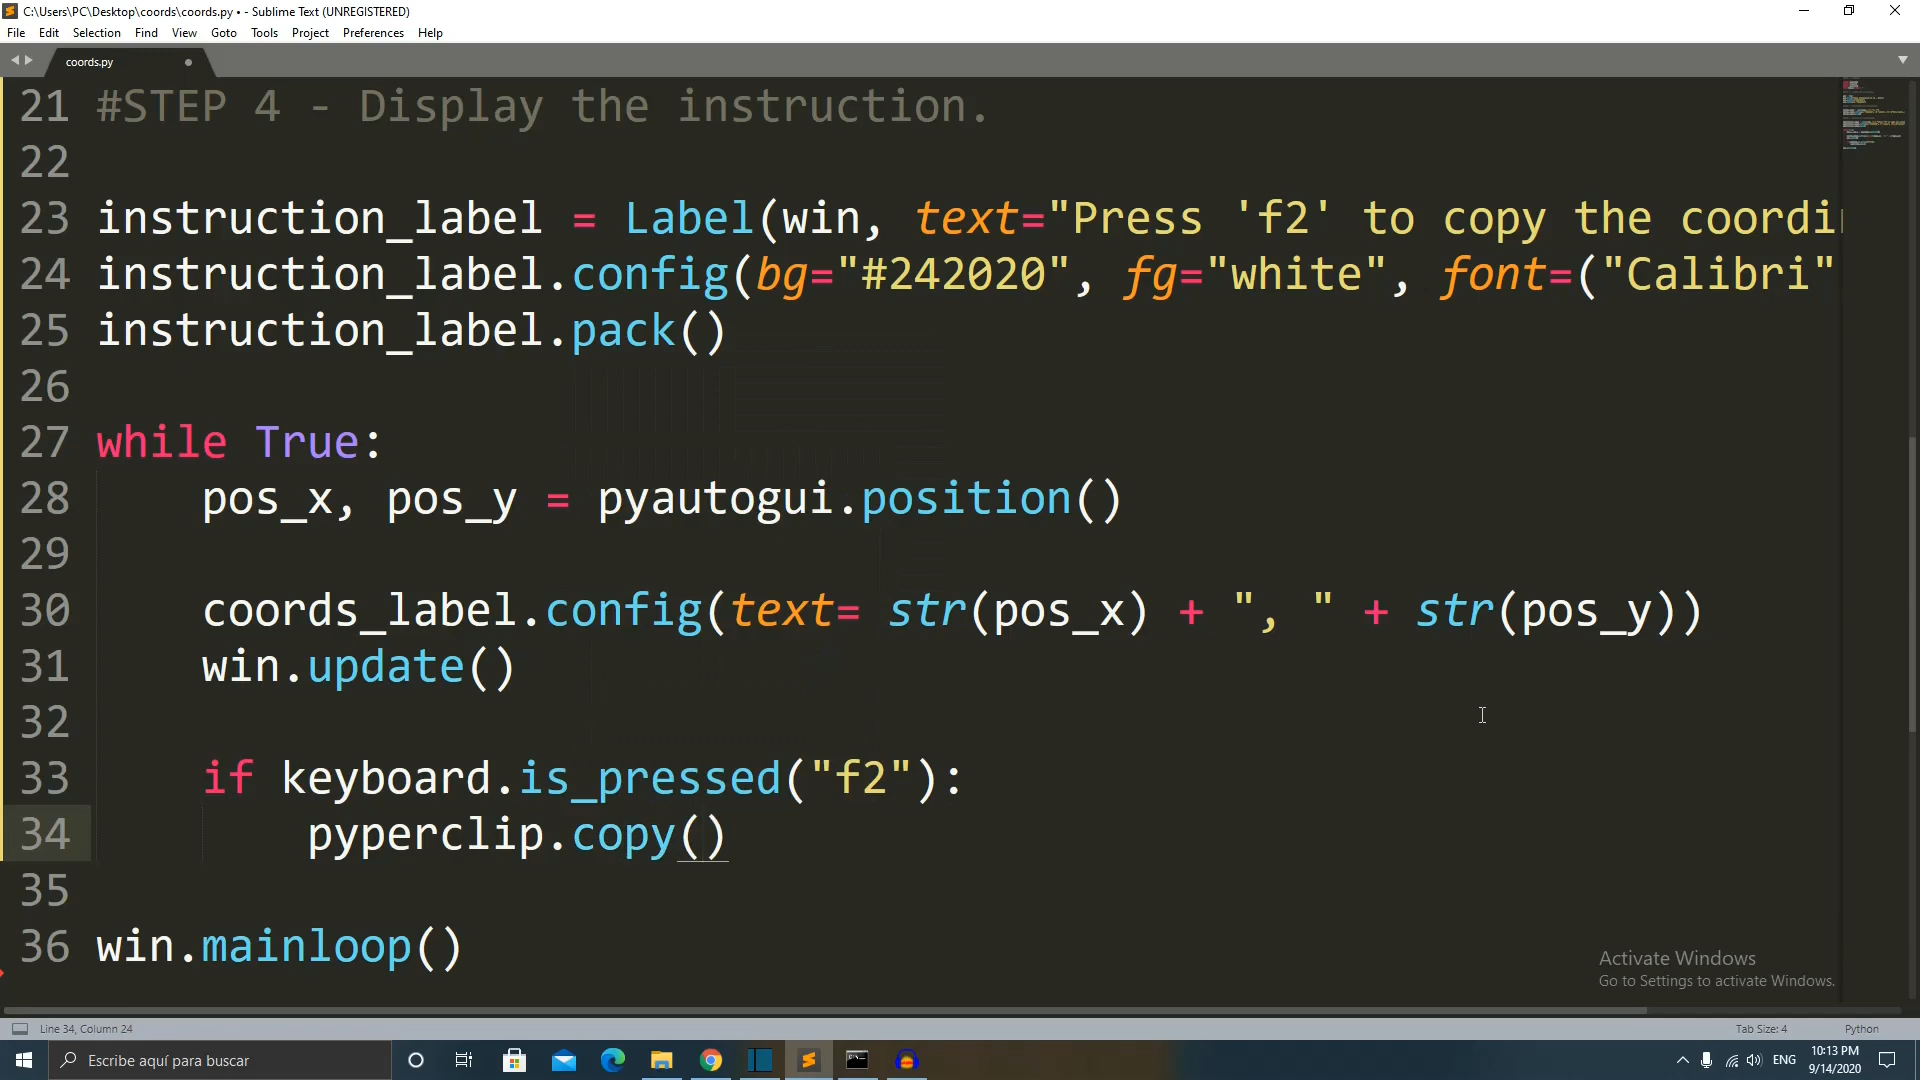 C:\Users\PC\Desktop\coords\coords.py • - Sublime Text (UNREGISTERED)
File Edit Selection Find View Goto Tools Project Preferences Help
coords.py
21 #STEP 4 - Display the instruction.
22
23 instruction_label = Label(win, text="Press 'f2' to copy the coordi
24 instruction_label.config(bg="#242020", fg="white", font=("Calibri"
25 instruction_label.pack()
26
27 while True:
28     pos_x, pos_y = pyautogui.position()
29
30     coords_label.config(text= str(pos_x) + ", " + str(pos_y))
31     win.update()
32
33     if keyboard.is_pressed("f2"):
34         pyperclip.copy()
35
36 win.mainloop()
Activate Windows
Go to Settings to activate Windows.
Line 34, Column 24 Tab Size: 4 Python
Escribe aquí para buscar
ENG
10:13 PM
9/14/2020